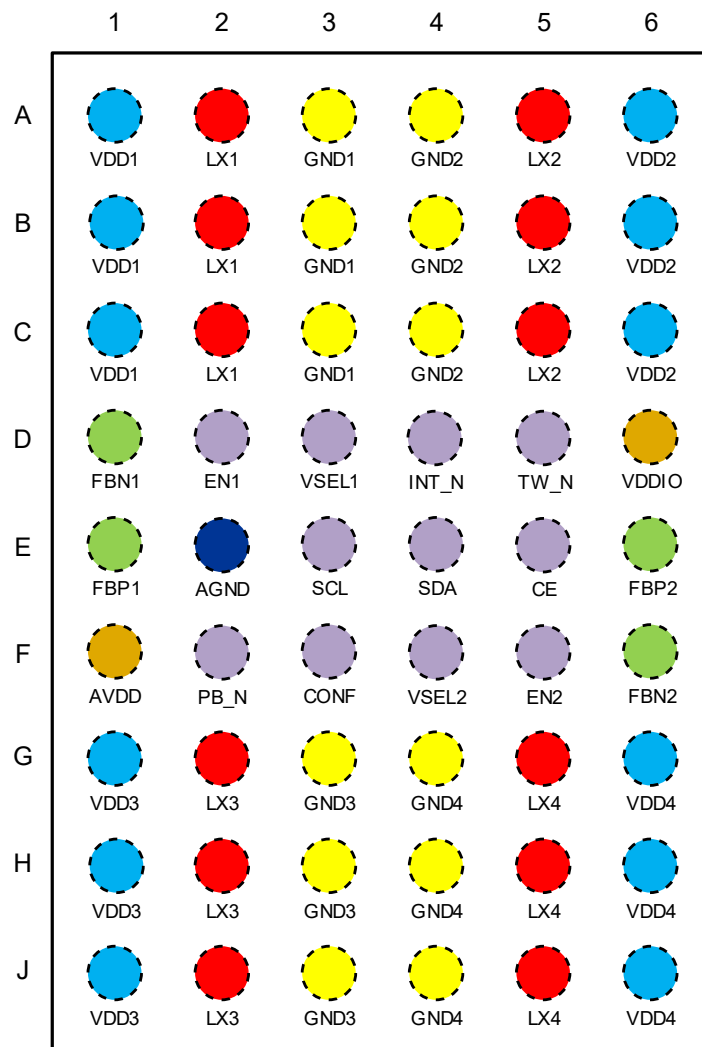 1 2 3 4 5 6
A
VDD1 LX1 GND1 GND2 LX2 VDD2
B
VDD1 LX1 GND1 GND2 LX2 VDD2
C
VDD1 LX1 GND1 GND2 LX2 VDD2
D
FBN1 EN1 VSEL1 INT_N TW_N VDDIO
E
FBP1 AGND SCL SDA CE FBP2
F
AVDD PB_N CONF VSEL2 EN2 FBN2
G
VDD3 LX3 GND3 GND4 LX4 VDD4
H
VDD3 LX3 GND3 GND4 LX4 VDD4
J
VDD3 LX3 GND3 GND4 LX4 VDD4